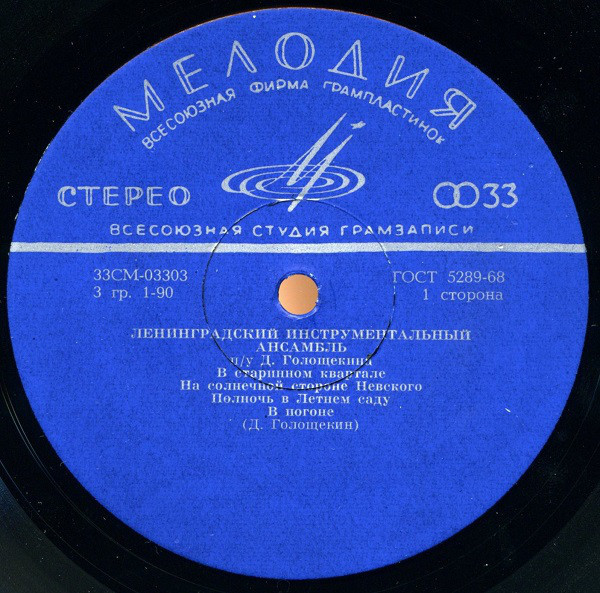 МЕЛОДИЯ
ВСЕСОЮЗНАЯ ФИРМА ГРАМПЛАСТИНОК
СТЕРЕО 33
ВСЕСОЮЗНАЯ СТУДИЯ ГРАМЗАПИСИ
33СМ-03303 ГОСТ 5289-68
3 гр. 1-90 1 сторона
ЛЕНИНГРАДСКИЙ ИНСТРУМЕНТАЛЬНЫЙ
АНСАМБЛЬ
п/у Д. Голощекина
В старинном квартале
На солнечной стороне Невского
Полночь в Летнем саду
В погоне
(Д. Голощекин)